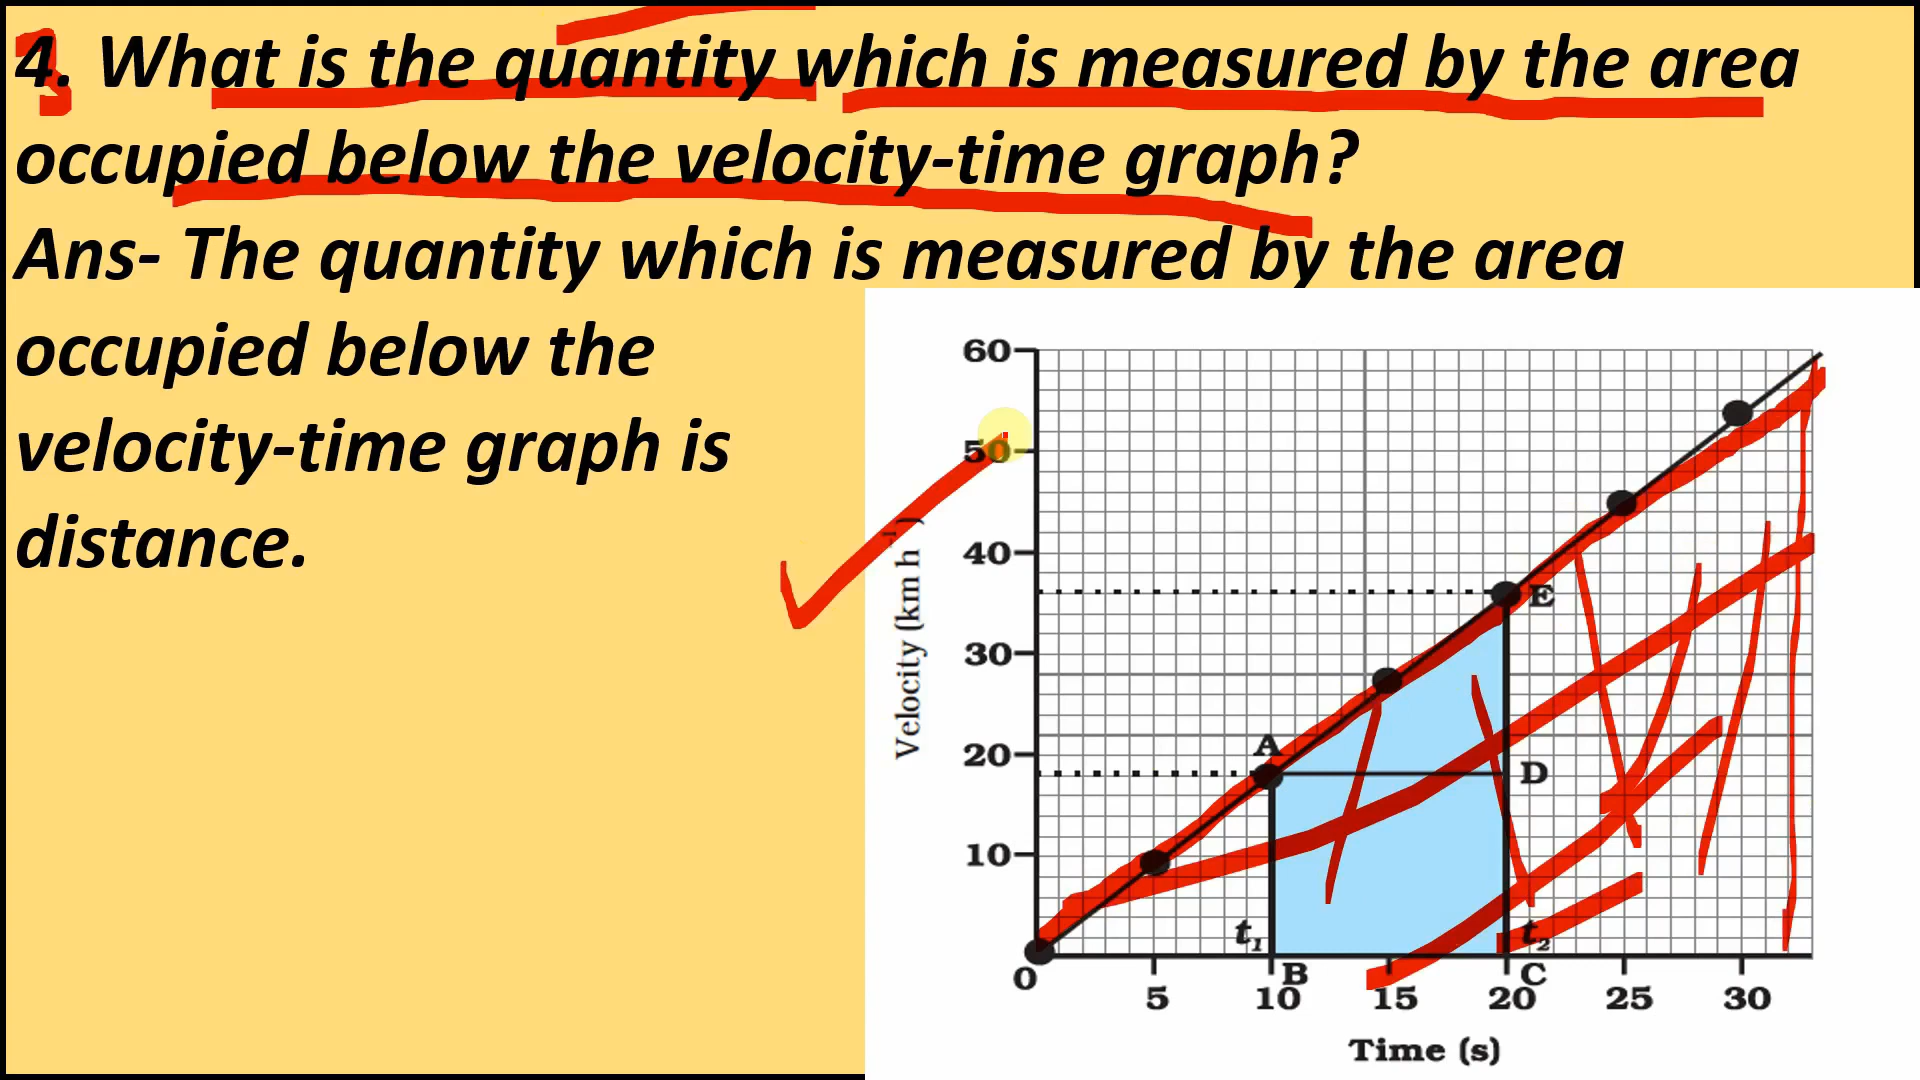 4. What is the quantity which is measured by the area
occupied below the velocity-time graph?
Ans- The quantity which is measured by the area
occupied below the
velocity-time graph is
distance.
60
50
40
30
20
10
0
Velocity (km h⁻¹)
A
E
D
t₁
t₂
B
C
5 10 15 20 25 30
Time (s)